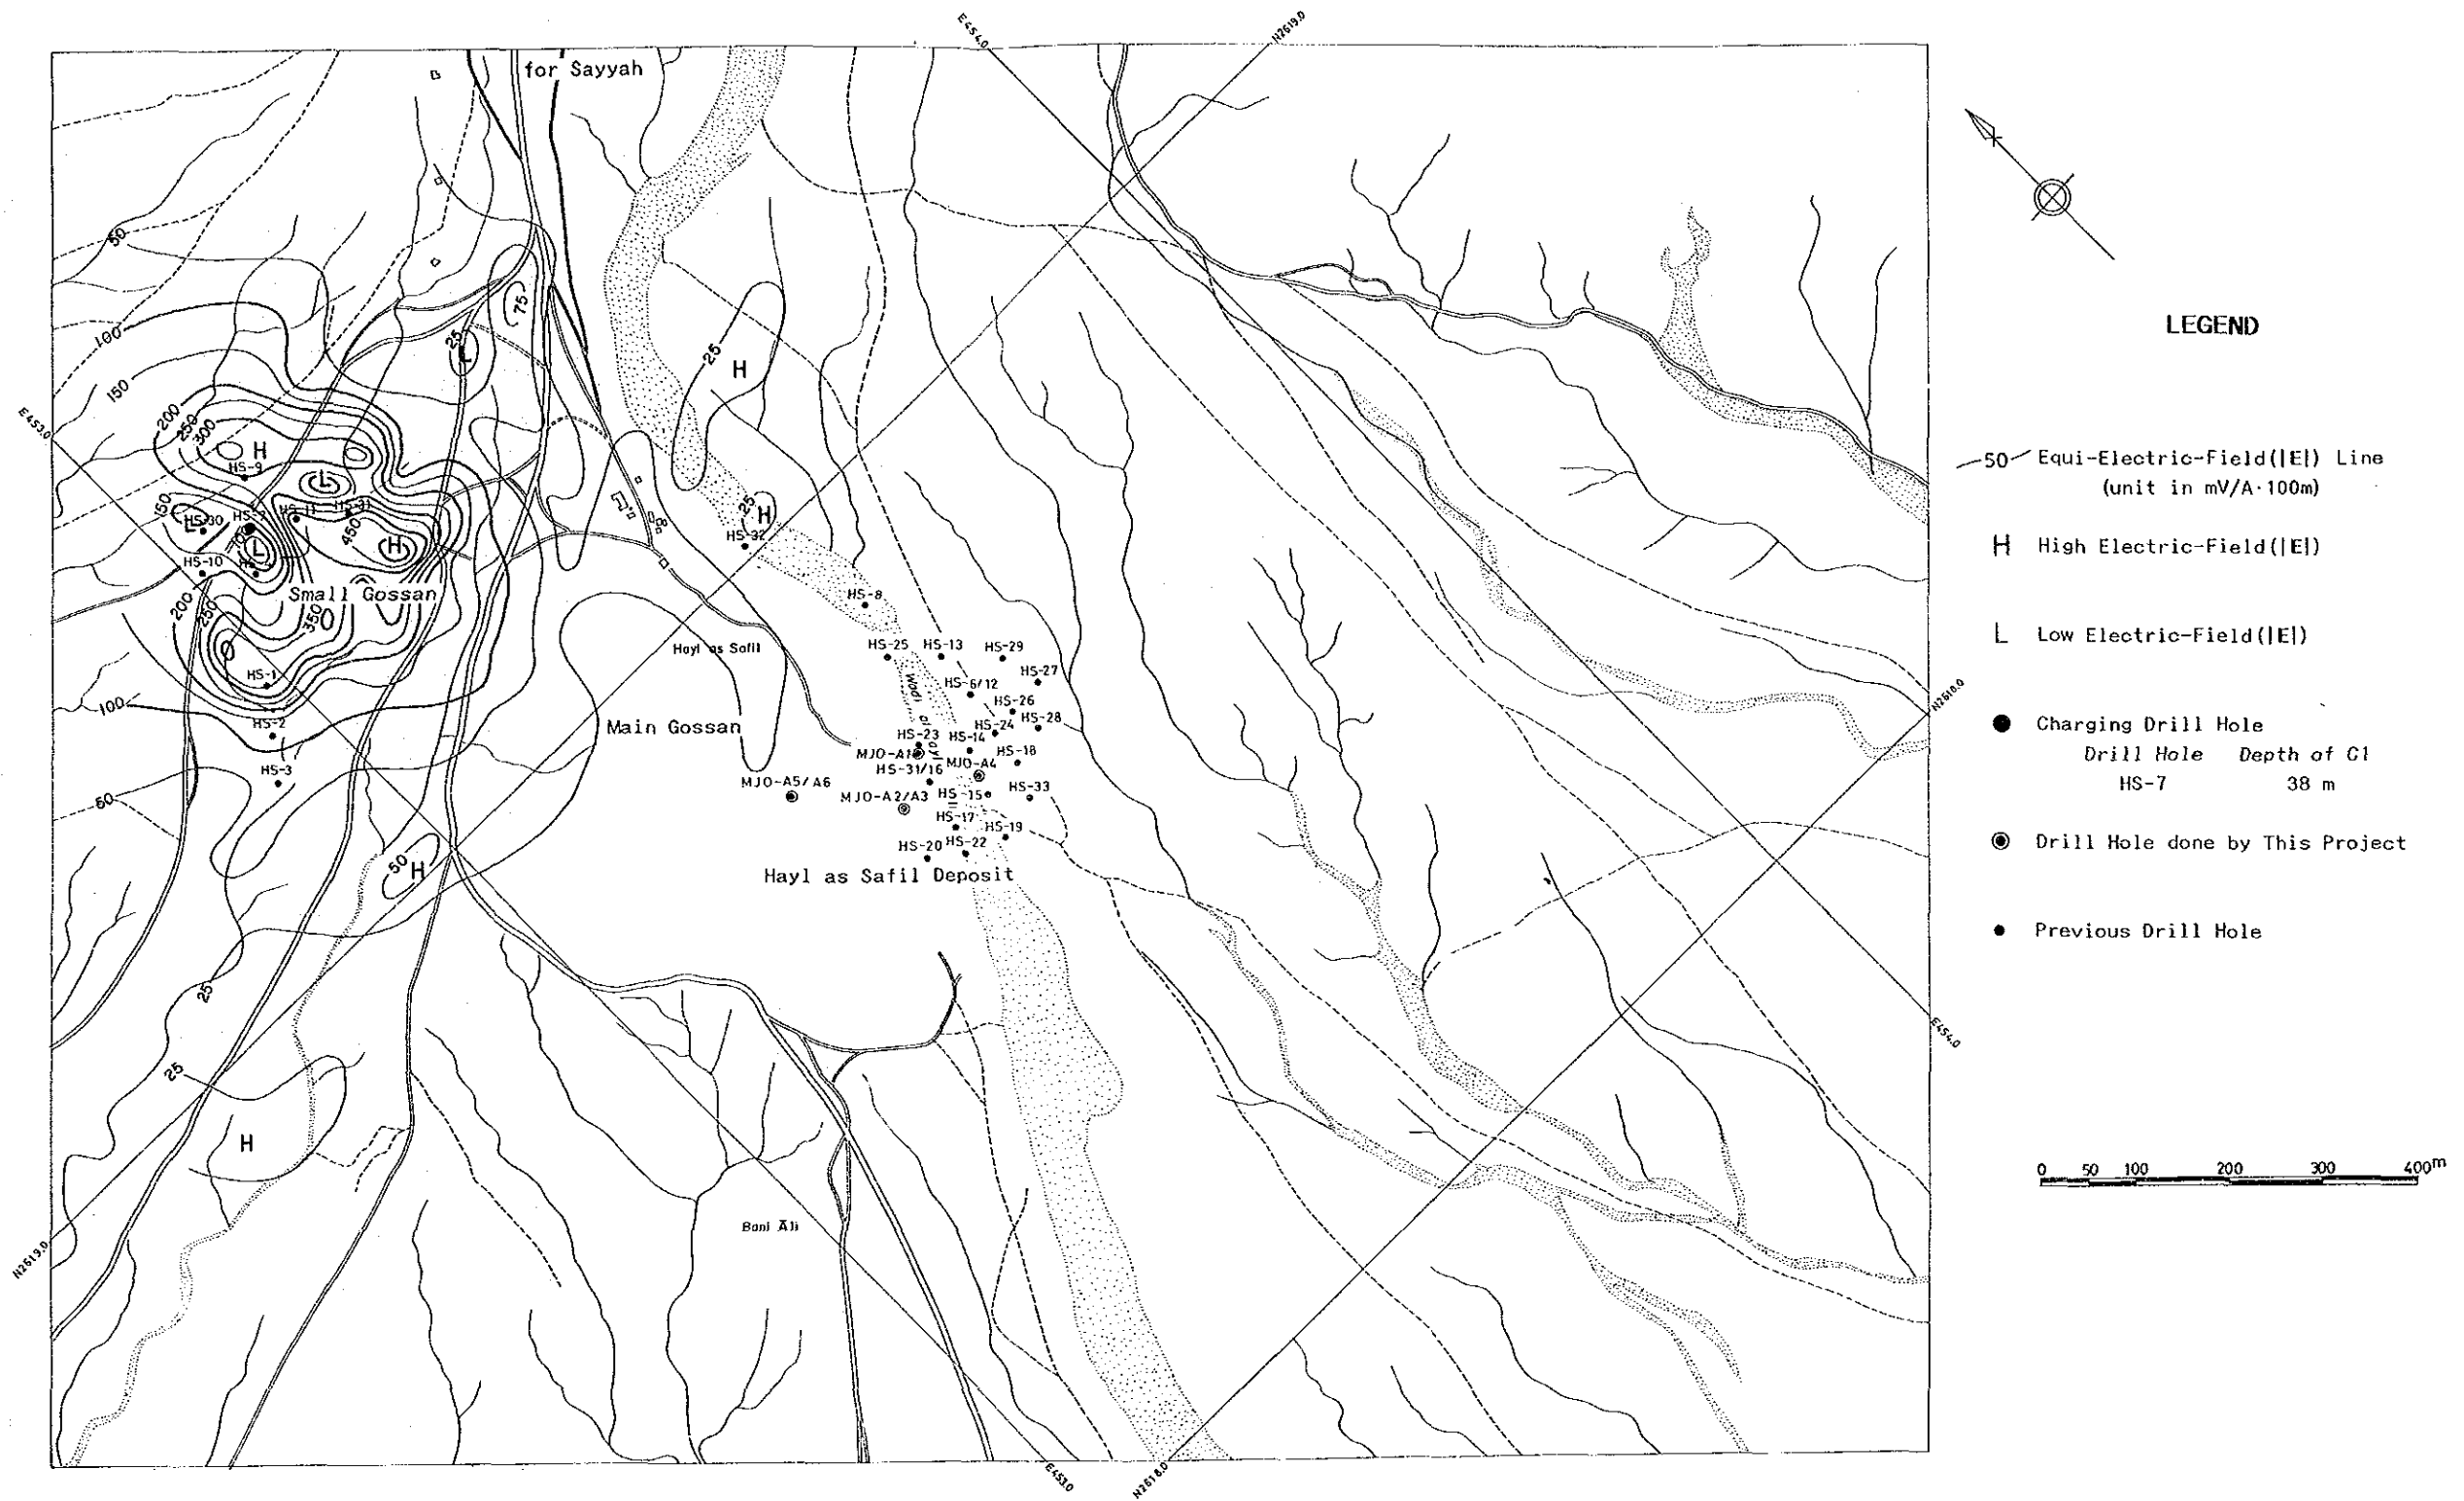 E454.0
N2619.0
for Sayyah
50
75
25
100
150
25
H
E453.0
200
250
300
H
HS-9
L
150
HS-30
HS-7
HS-11
450
H
L
HS-10
25
H
HS-32
Small Gossan
200
250
350
HS-8
HS-1
Hayl as Safil
HS-25
HS-13
HS-29
HS-27
HS-6/12
HS-26
100
HS-2
Main Gossan
HS-24
HS-28
HS-23
HS-14
MJO-A1
HS-18
HS-3
HS-31/16
MJO-A4
MJO-A5/A6
MJO-A2/A3
HS-15
HS-33
50
HS-17
HS-19
HS-20
HS-22
50
H
Hayl as Safil Deposit
25
25
H
Bani Ali
N2619.0
E453.0
N2618.0
N2618.0
E454.0
LEGEND
50 Equi-Electric-Field(|E|) Line
(unit in mV/A·100m)
H High Electric-Field(|E|)
L Low Electric-Field(|E|)
Charging Drill Hole
Drill Hole Depth of C1
HS-7 38 m
Drill Hole done by This Project
Previous Drill Hole
0 50 100 200 300 400m